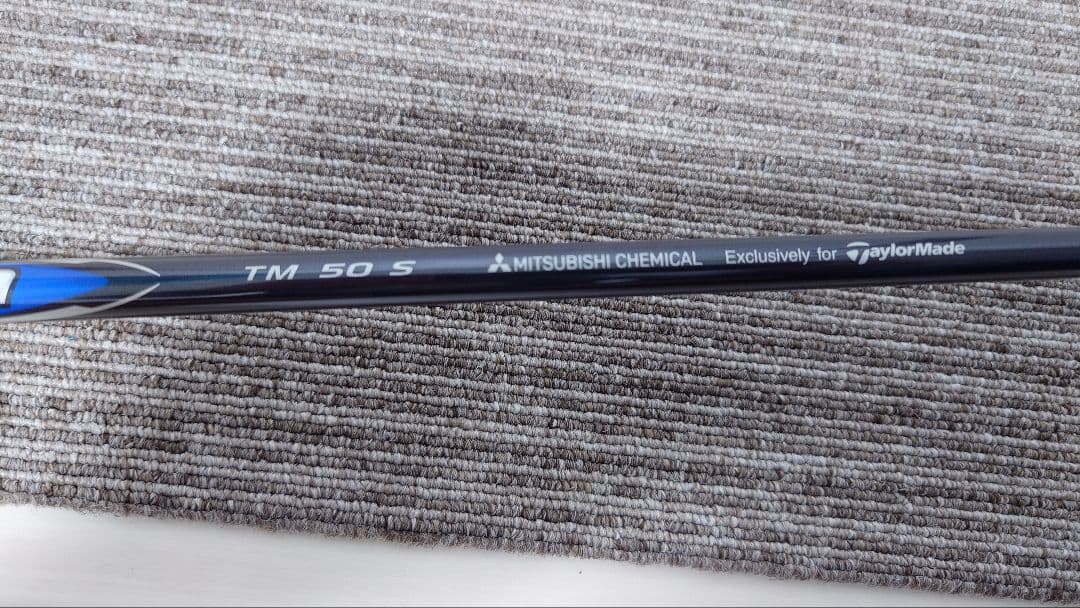 TM 50 S MITSUBISHI CHEMICAL Exclusively for TaylorMade